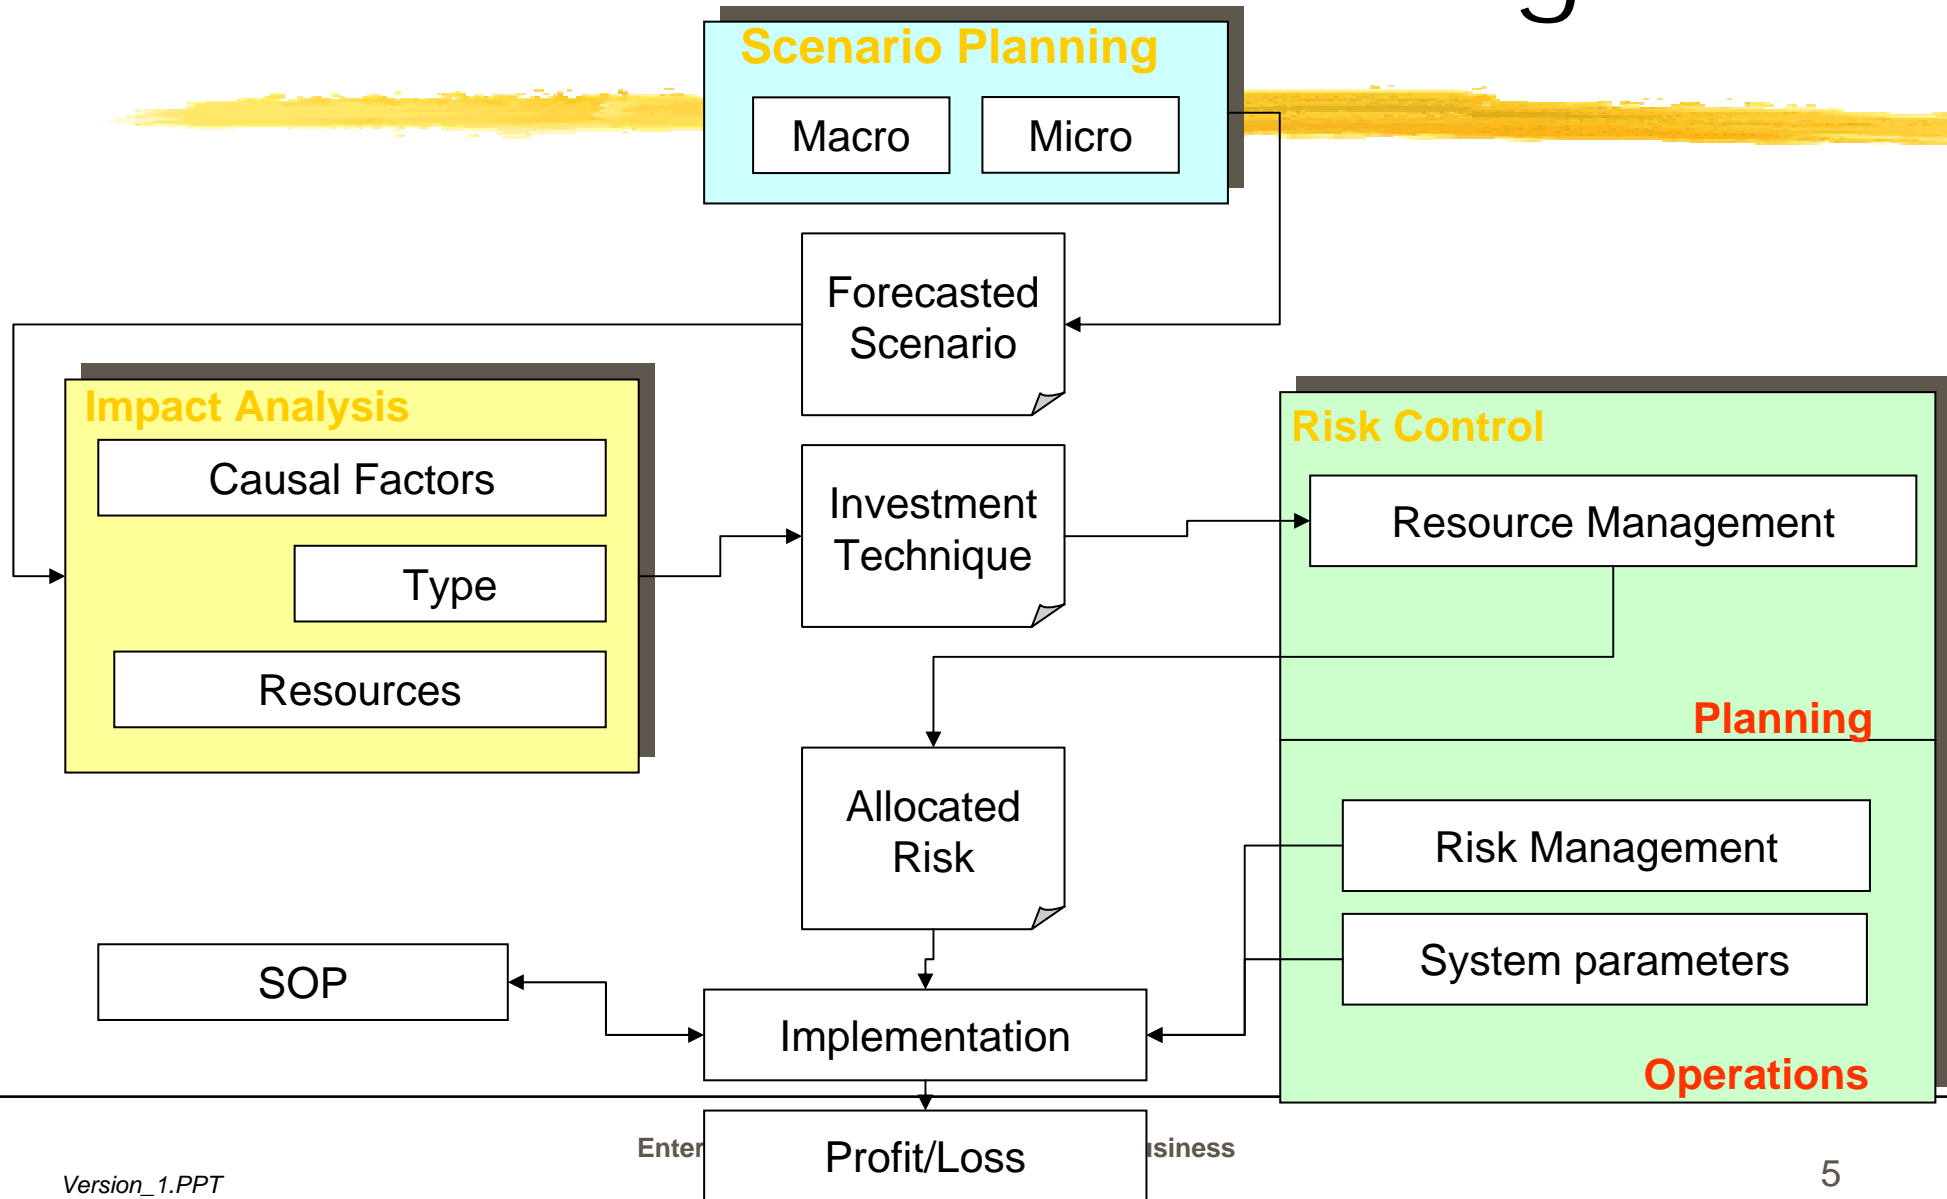 Scenario Planning
Macro
Micro
Forecasted
Scenario
Impact Analysis
Causal Factors
Type
Resources
Investment
Technique
Risk Control
Resource Management
Planning
Allocated
Risk
Risk Management
System parameters
SOP
Implementation
Operations
Profit/Loss
Version_1.PPT
5